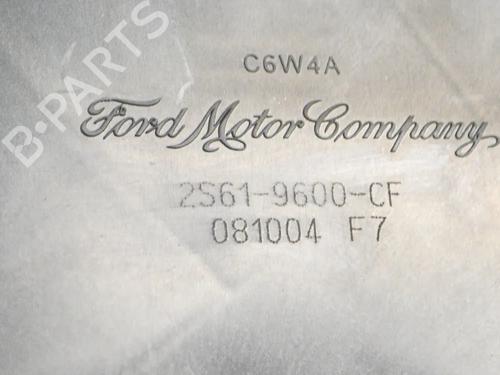 C6W4A
Ford Motor Company
2S61-9600-CF
081004 F7
B-PARTS